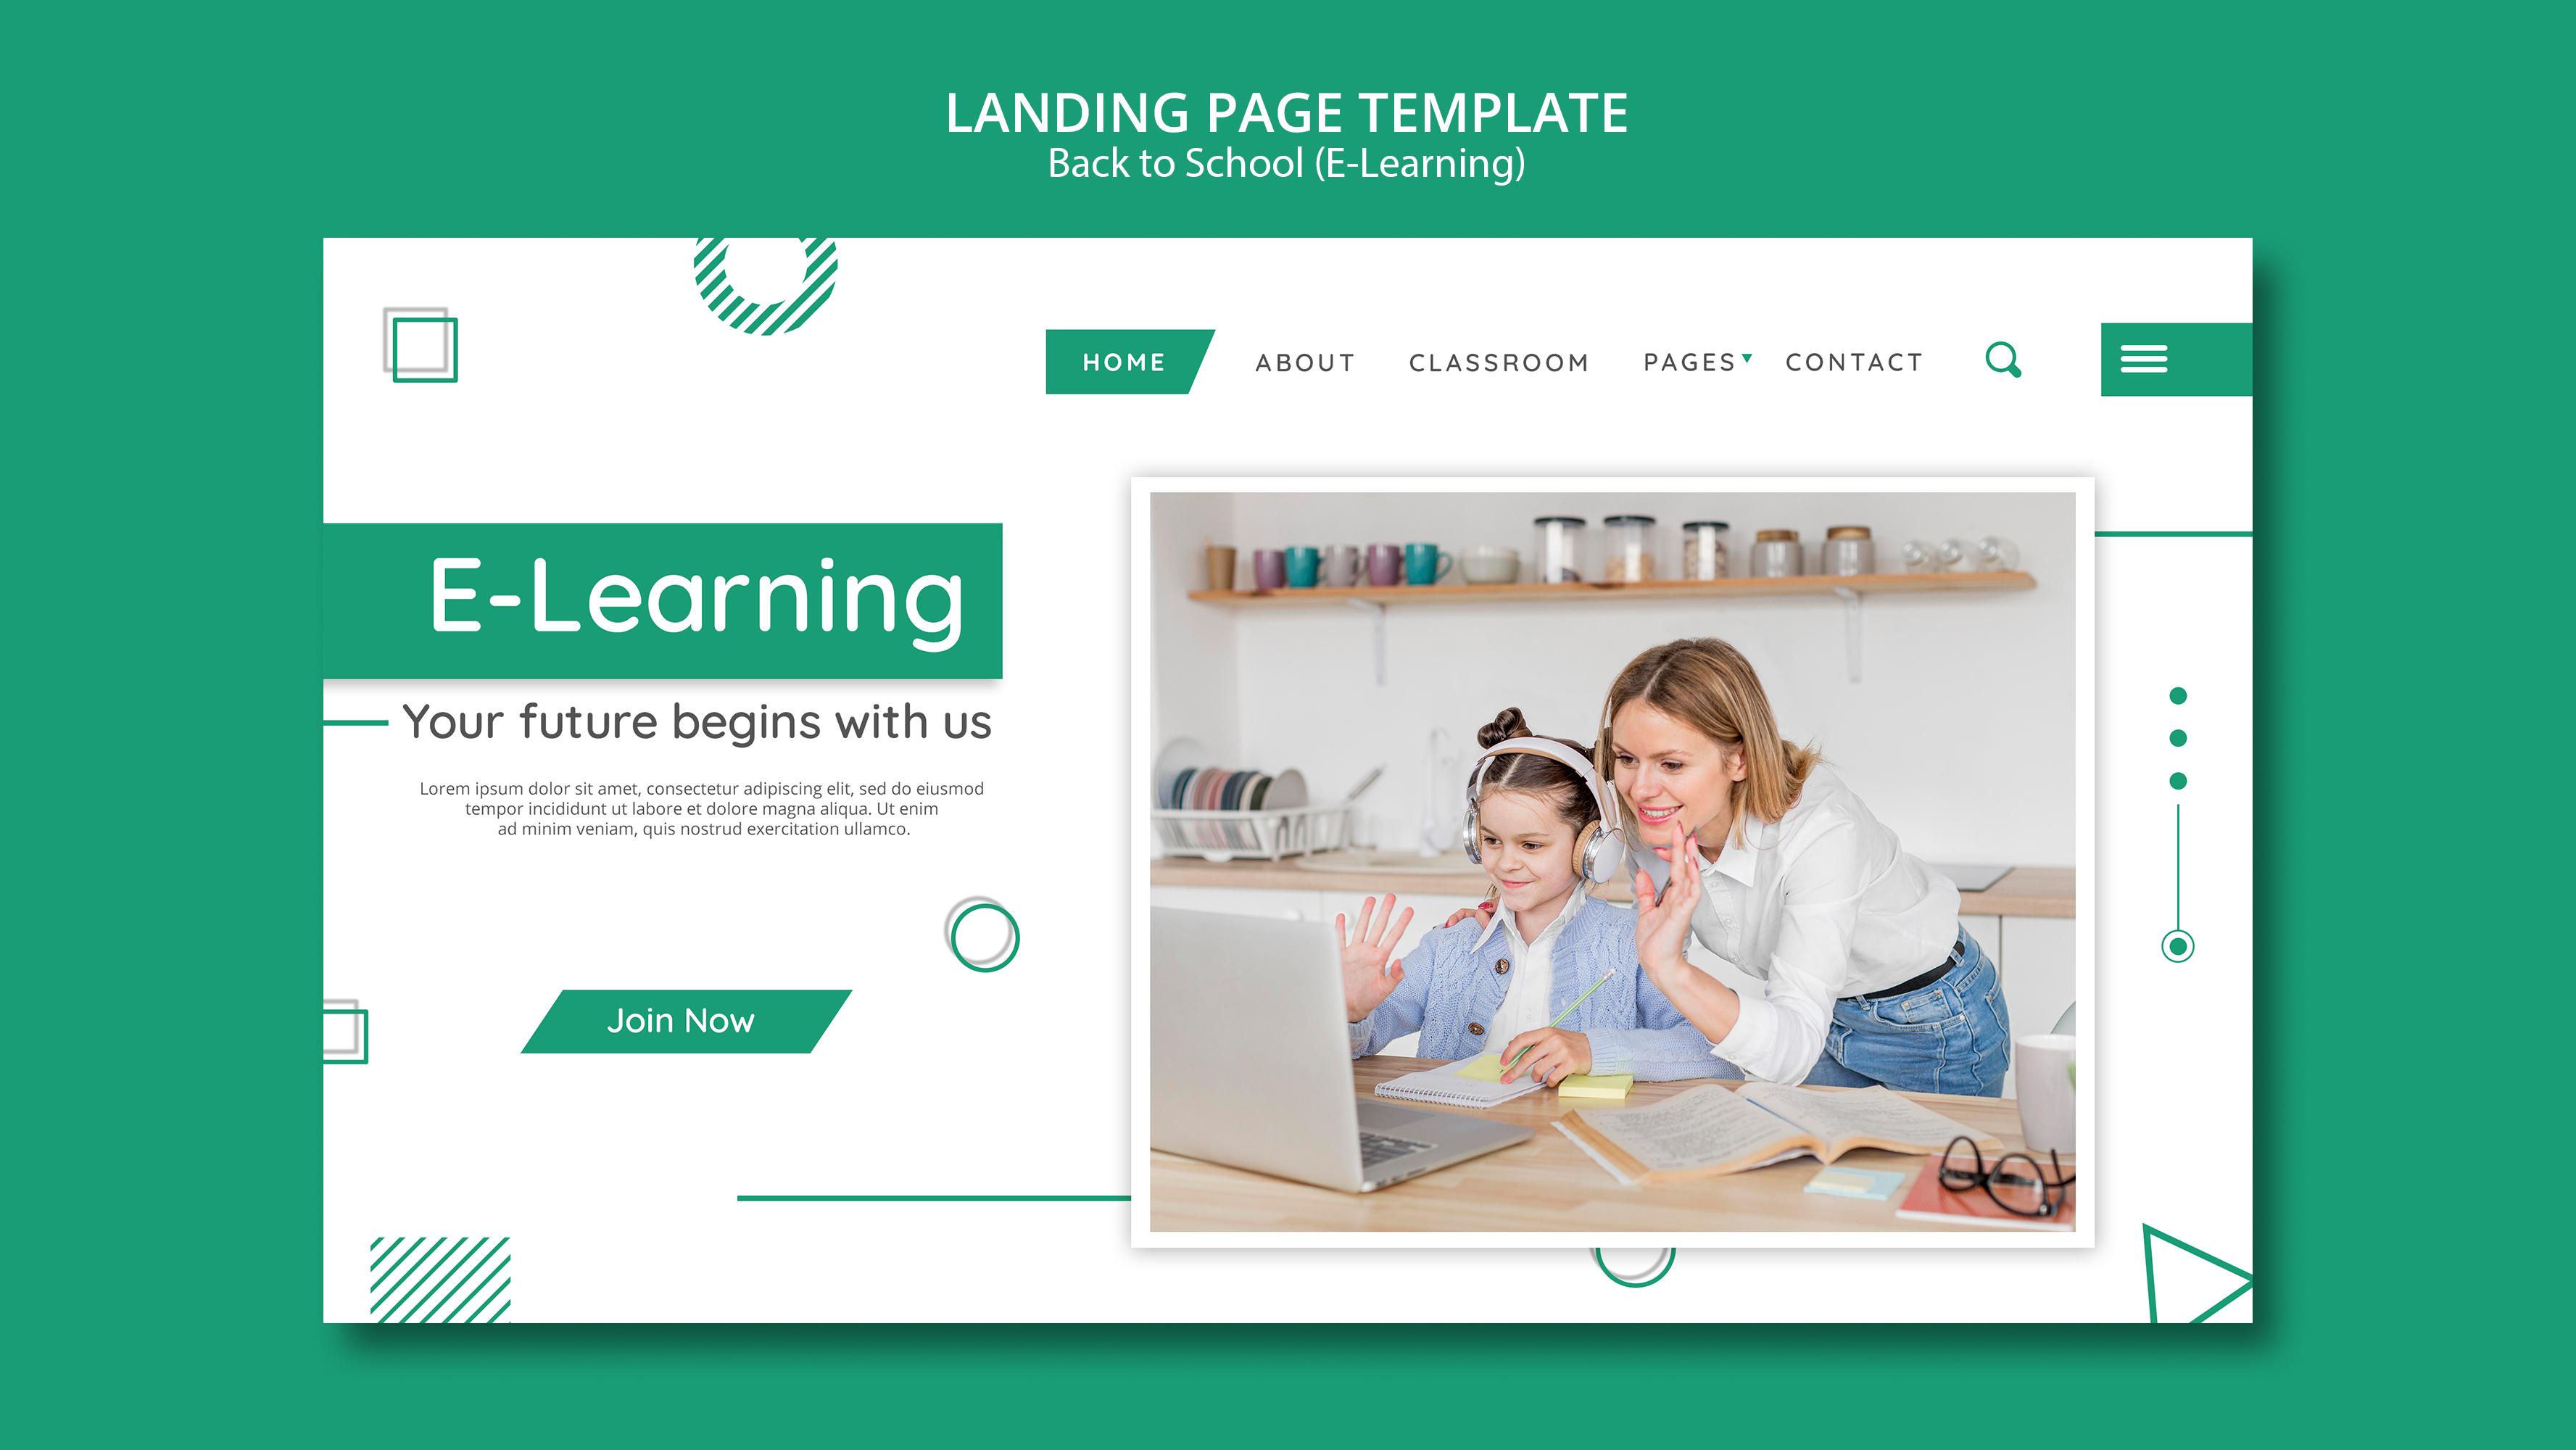 LANDING PAGE TEMPLATE
Back to School (E-Learning)
HOME ABOUT CLASSROOM PAGES CONTACT
E-Learning
Your future begins with us
Lorem ipsum dolor sit amet, consectetur adipiscing elit, sed do eiusmod
tempor incididunt ut labore et dolore magna aliqua. Ut enim
ad minim veniam, quis nostrud exercitation ullamco.
Join Now